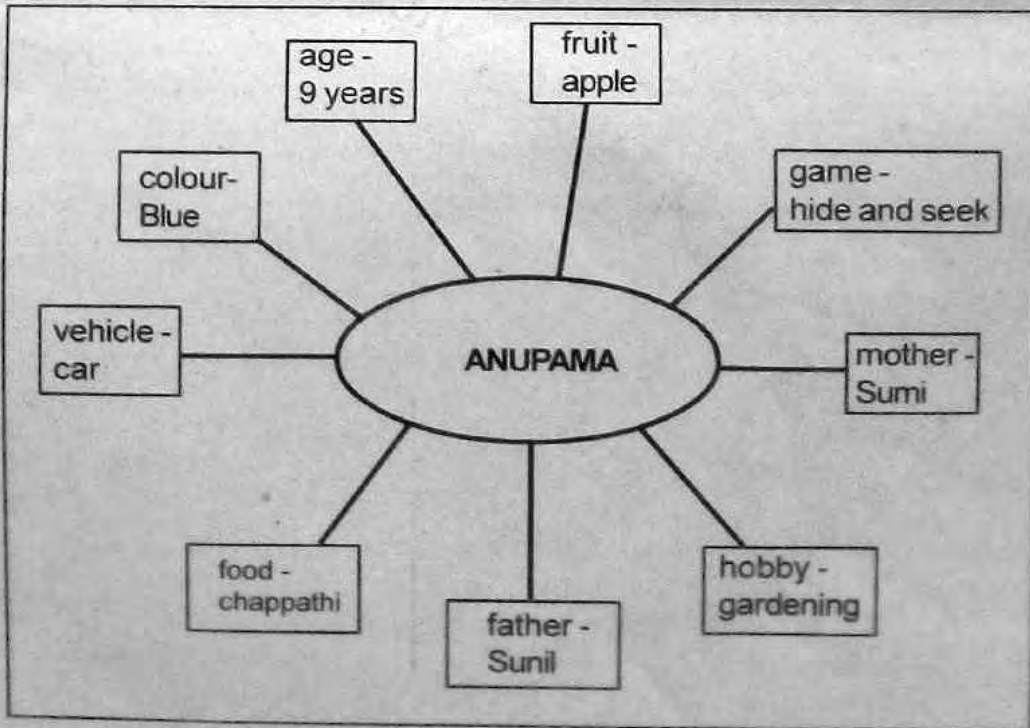 age -
9 years
fruit -
apple
colour-
Blue
game -
hide and seek
vehicle -
car
ANUPAMA
mother -
Sumi
food -
chappathi
father -
Sunil
hobby -
gardening